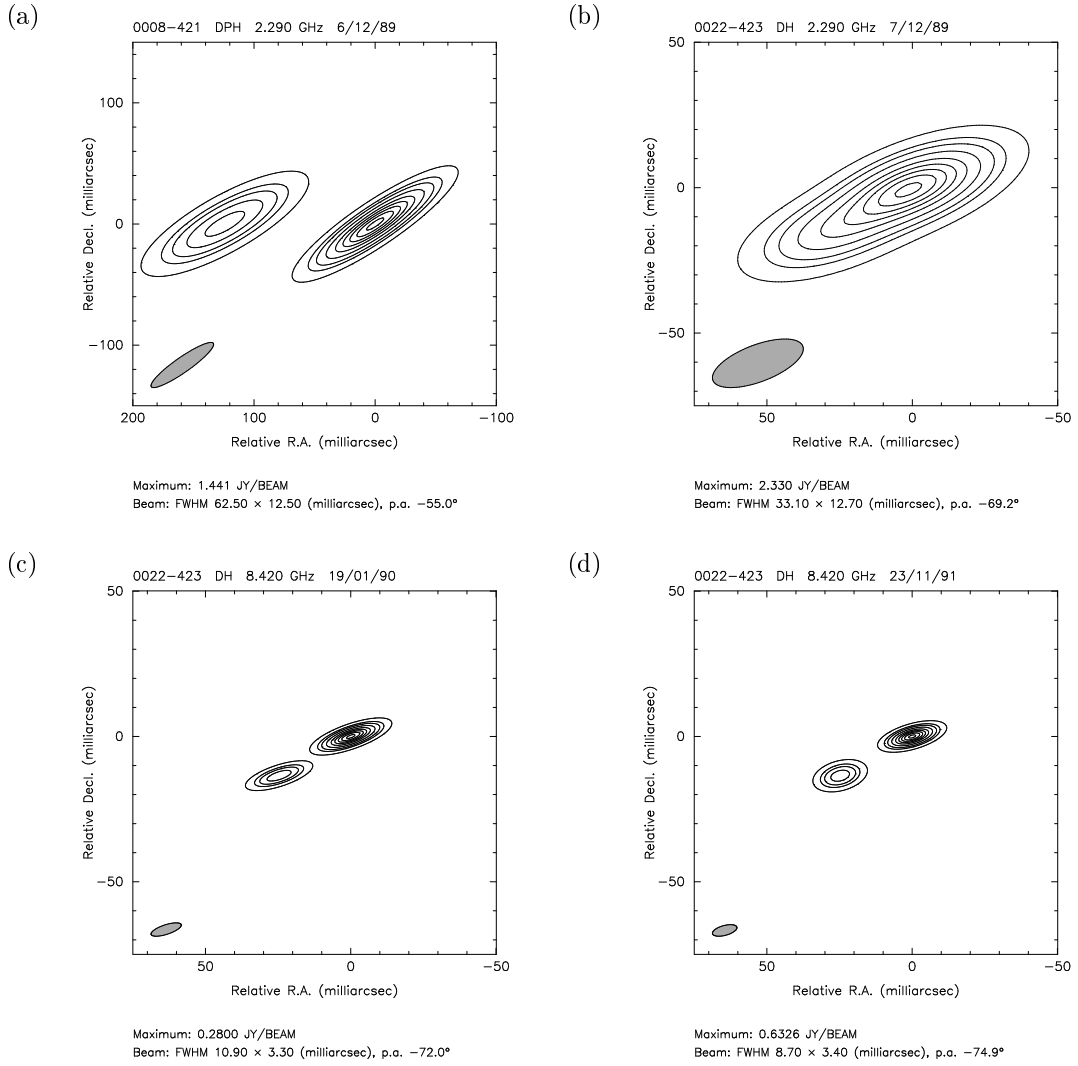 (a)
0008-421 DPH 2.290 GHz 6/12/89
100
0
-100
Relative Decl. (milliarcsec)
200 100 0 -100
Relative R.A. (milliarcsec)
Maximum: 1.441 JY/BEAM
Beam: FWHM 62.50 × 12.50 (milliarcsec), p.a. -55.0°
(b)
0022-423 DH 2.290 GHz 7/12/89
50
0
-50
Relative Decl. (milliarcsec)
50 0 -50
Relative R.A. (milliarcsec)
Maximum: 2.330 JY/BEAM
Beam: FWHM 33.10 × 12.70 (milliarcsec), p.a. -69.2°
(c)
0022-423 DH 8.420 GHz 19/01/90
50
0
-50
Relative Decl. (milliarcsec)
50 0 -50
Relative R.A. (milliarcsec)
Maximum: 0.2800 JY/BEAM
Beam: FWHM 10.90 × 3.30 (milliarcsec), p.a. -72.0°
(d)
0022-423 DH 8.420 GHz 23/11/91
50
0
-50
Relative Decl. (milliarcsec)
50 0 -50
Relative R.A. (milliarcsec)
Maximum: 0.6326 JY/BEAM
Beam: FWHM 8.70 × 3.40 (milliarcsec), p.a. -74.9°